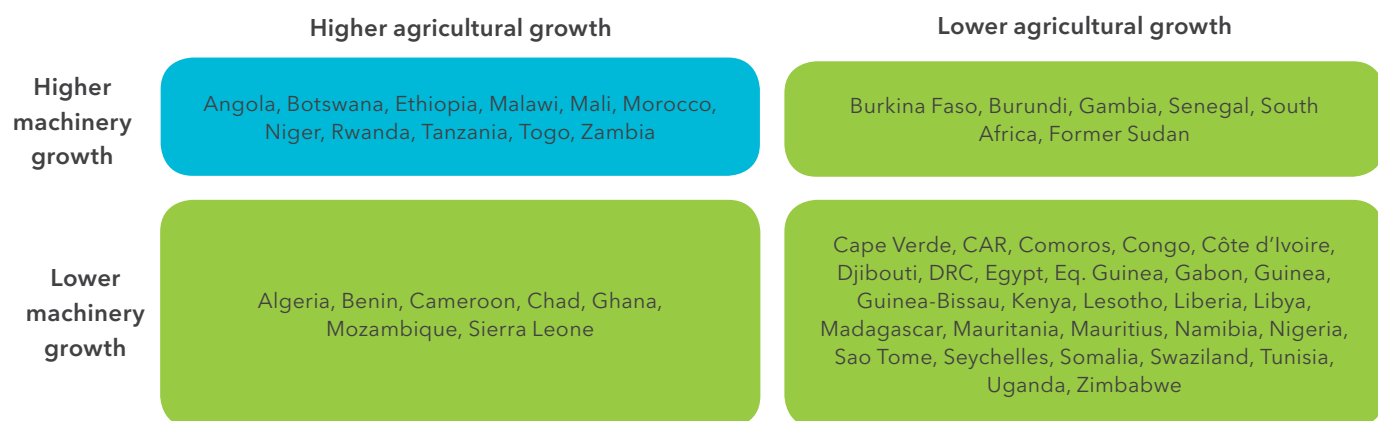 Higher agricultural growth
Lower agricultural growth
Higher
machinery
growth
Angola, Botswana, Ethiopia, Malawi, Mali, Morocco,
Niger, Rwanda, Tanzania, Togo, Zambia
Burkina Faso, Burundi, Gambia, Senegal, South
Africa, Former Sudan
Lower
machinery
growth
Algeria, Benin, Cameroon, Chad, Ghana,
Mozambique, Sierra Leone
Cape Verde, CAR, Comoros, Congo, Côte d’Ivoire,
Djibouti, DRC, Egypt, Eq. Guinea, Gabon, Guinea,
Guinea-Bissau, Kenya, Lesotho, Liberia, Libya,
Madagascar, Mauritania, Mauritius, Namibia, Nigeria,
Sao Tome, Seychelles, Somalia, Swaziland, Tunisia,
Uganda, Zimbabwe